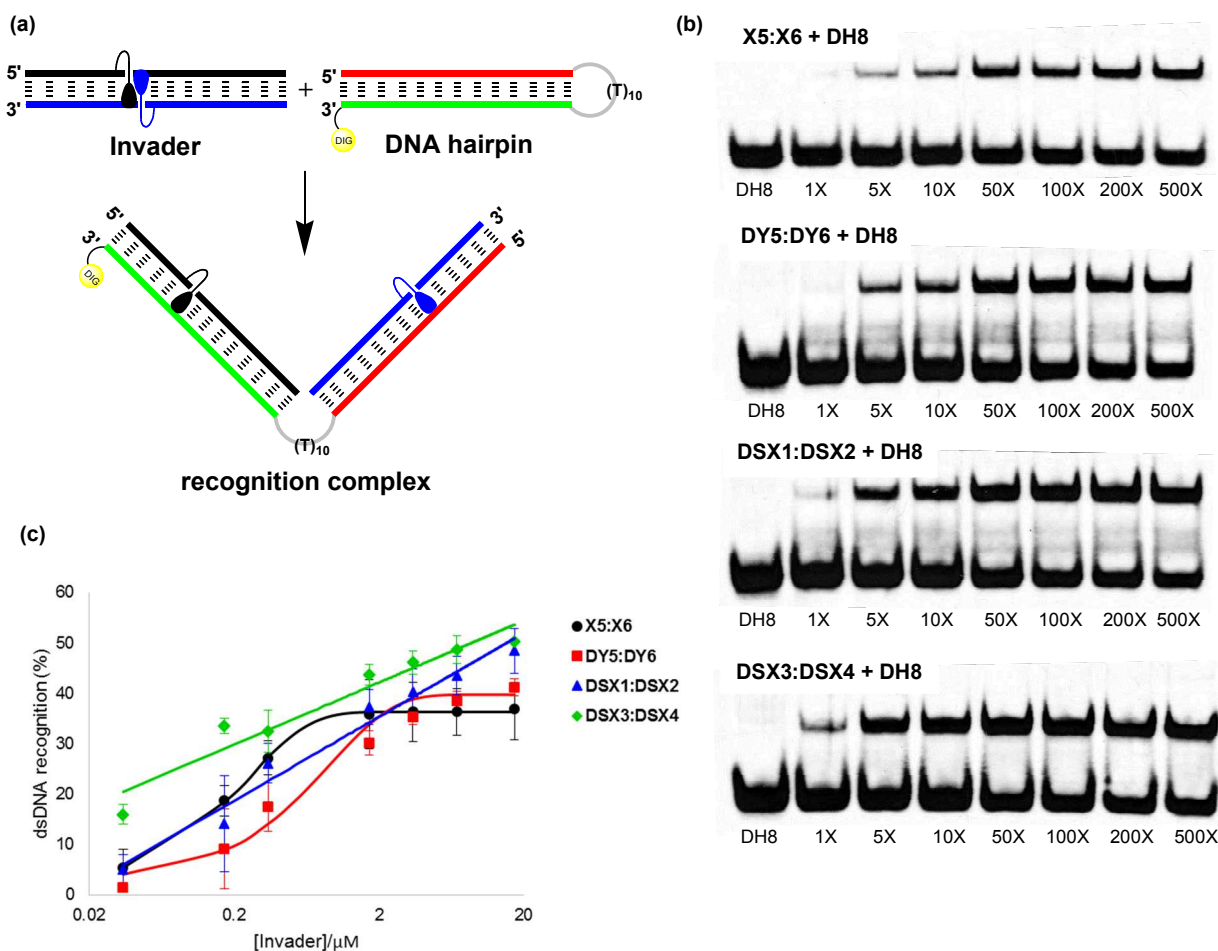 (a)
5'
3'
+
5'
3'
(T)10
DIG
Invader
DNA hairpin
5'
3'
3'
5'
DIG
(T)10
recognition complex
(b)
X5:X6 + DH8
DH8 1X 5X 10X 50X 100X 200X 500X
DY5:DY6 + DH8
DH8 1X 5X 10X 50X 100X 200X 500X
DSX1:DSX2 + DH8
DH8 1X 5X 10X 50X 100X 200X 500X
DSX3:DSX4 + DH8
DH8 1X 5X 10X 50X 100X 200X 500X
(c)
dsDNA recognition (%)
60
50
40
30
20
10
0
0.02 0.2 2 20
[Invader]/µM
X5:X6
DY5:DY6
DSX1:DSX2
DSX3:DSX4